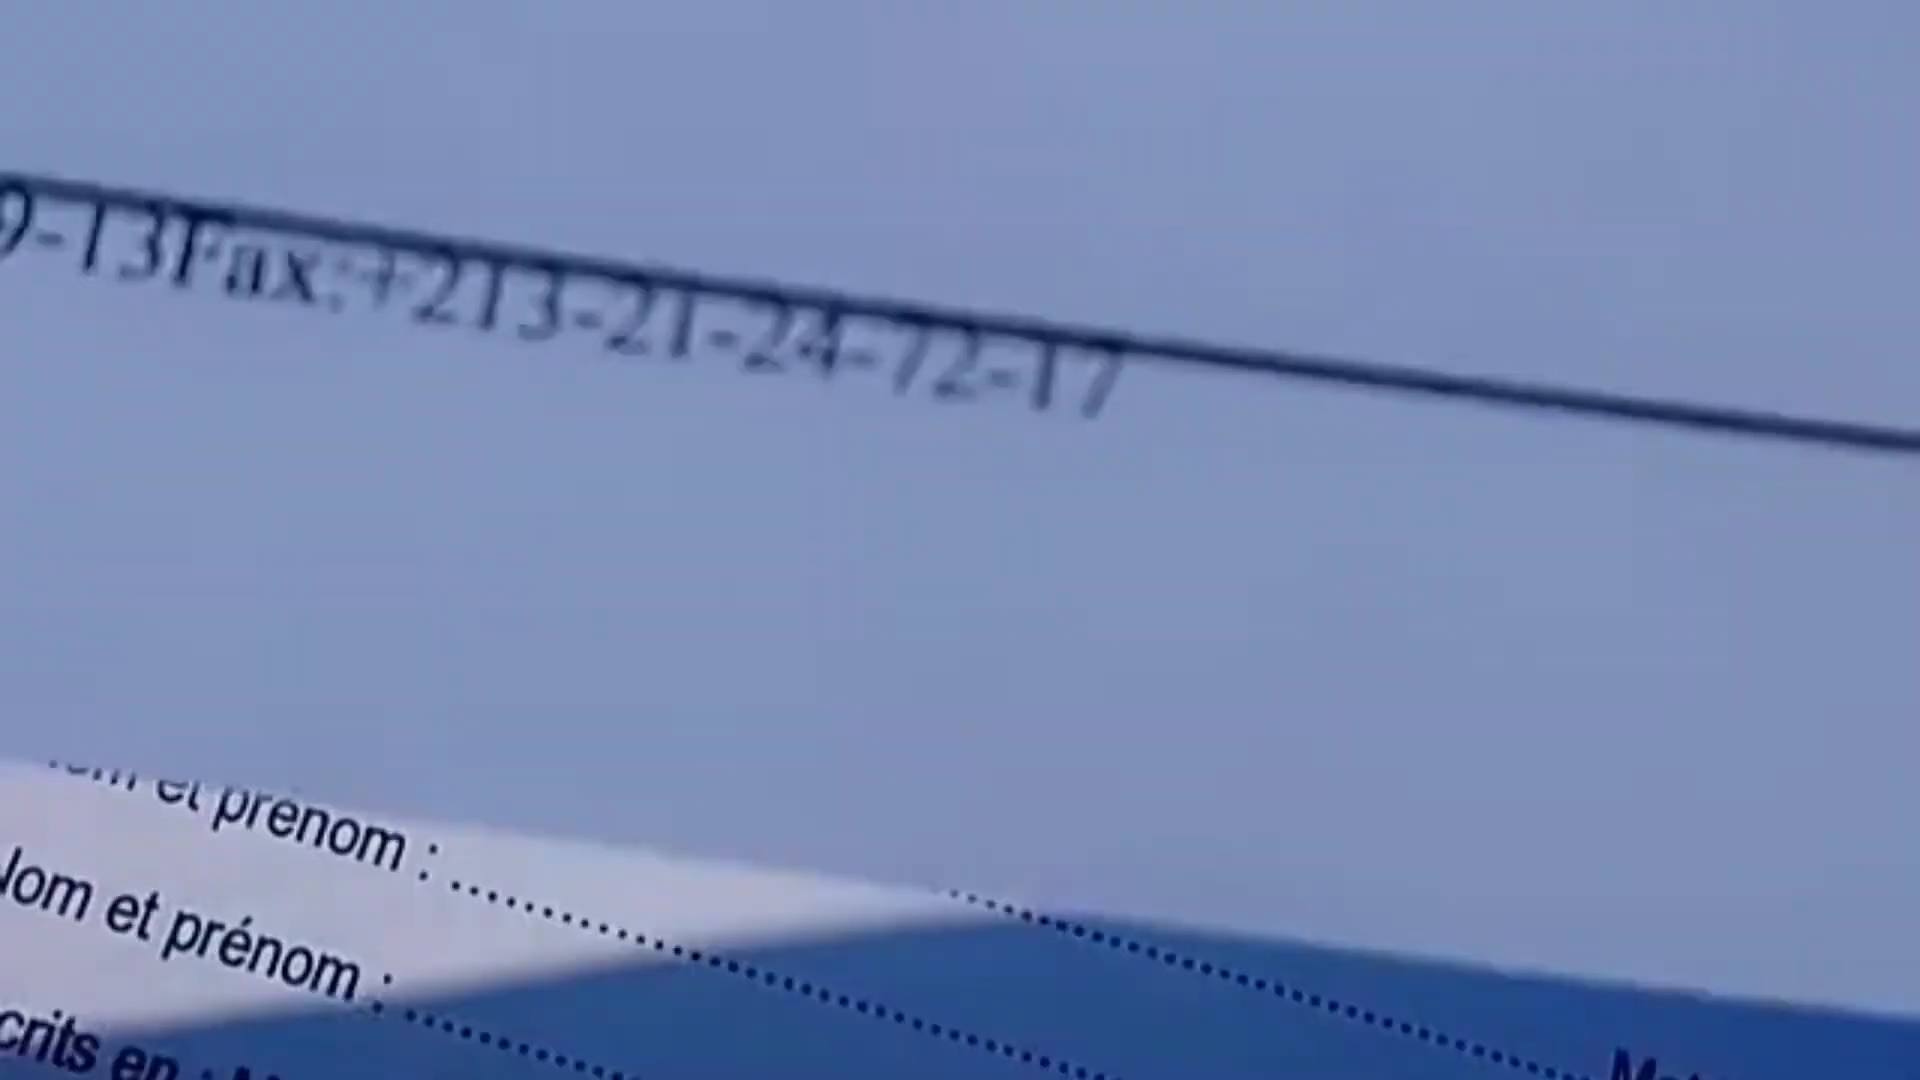 9-13Fax:+213-21-24-72-17
et prénom : ........................................
Nom et prénom : ........................................
crits en :